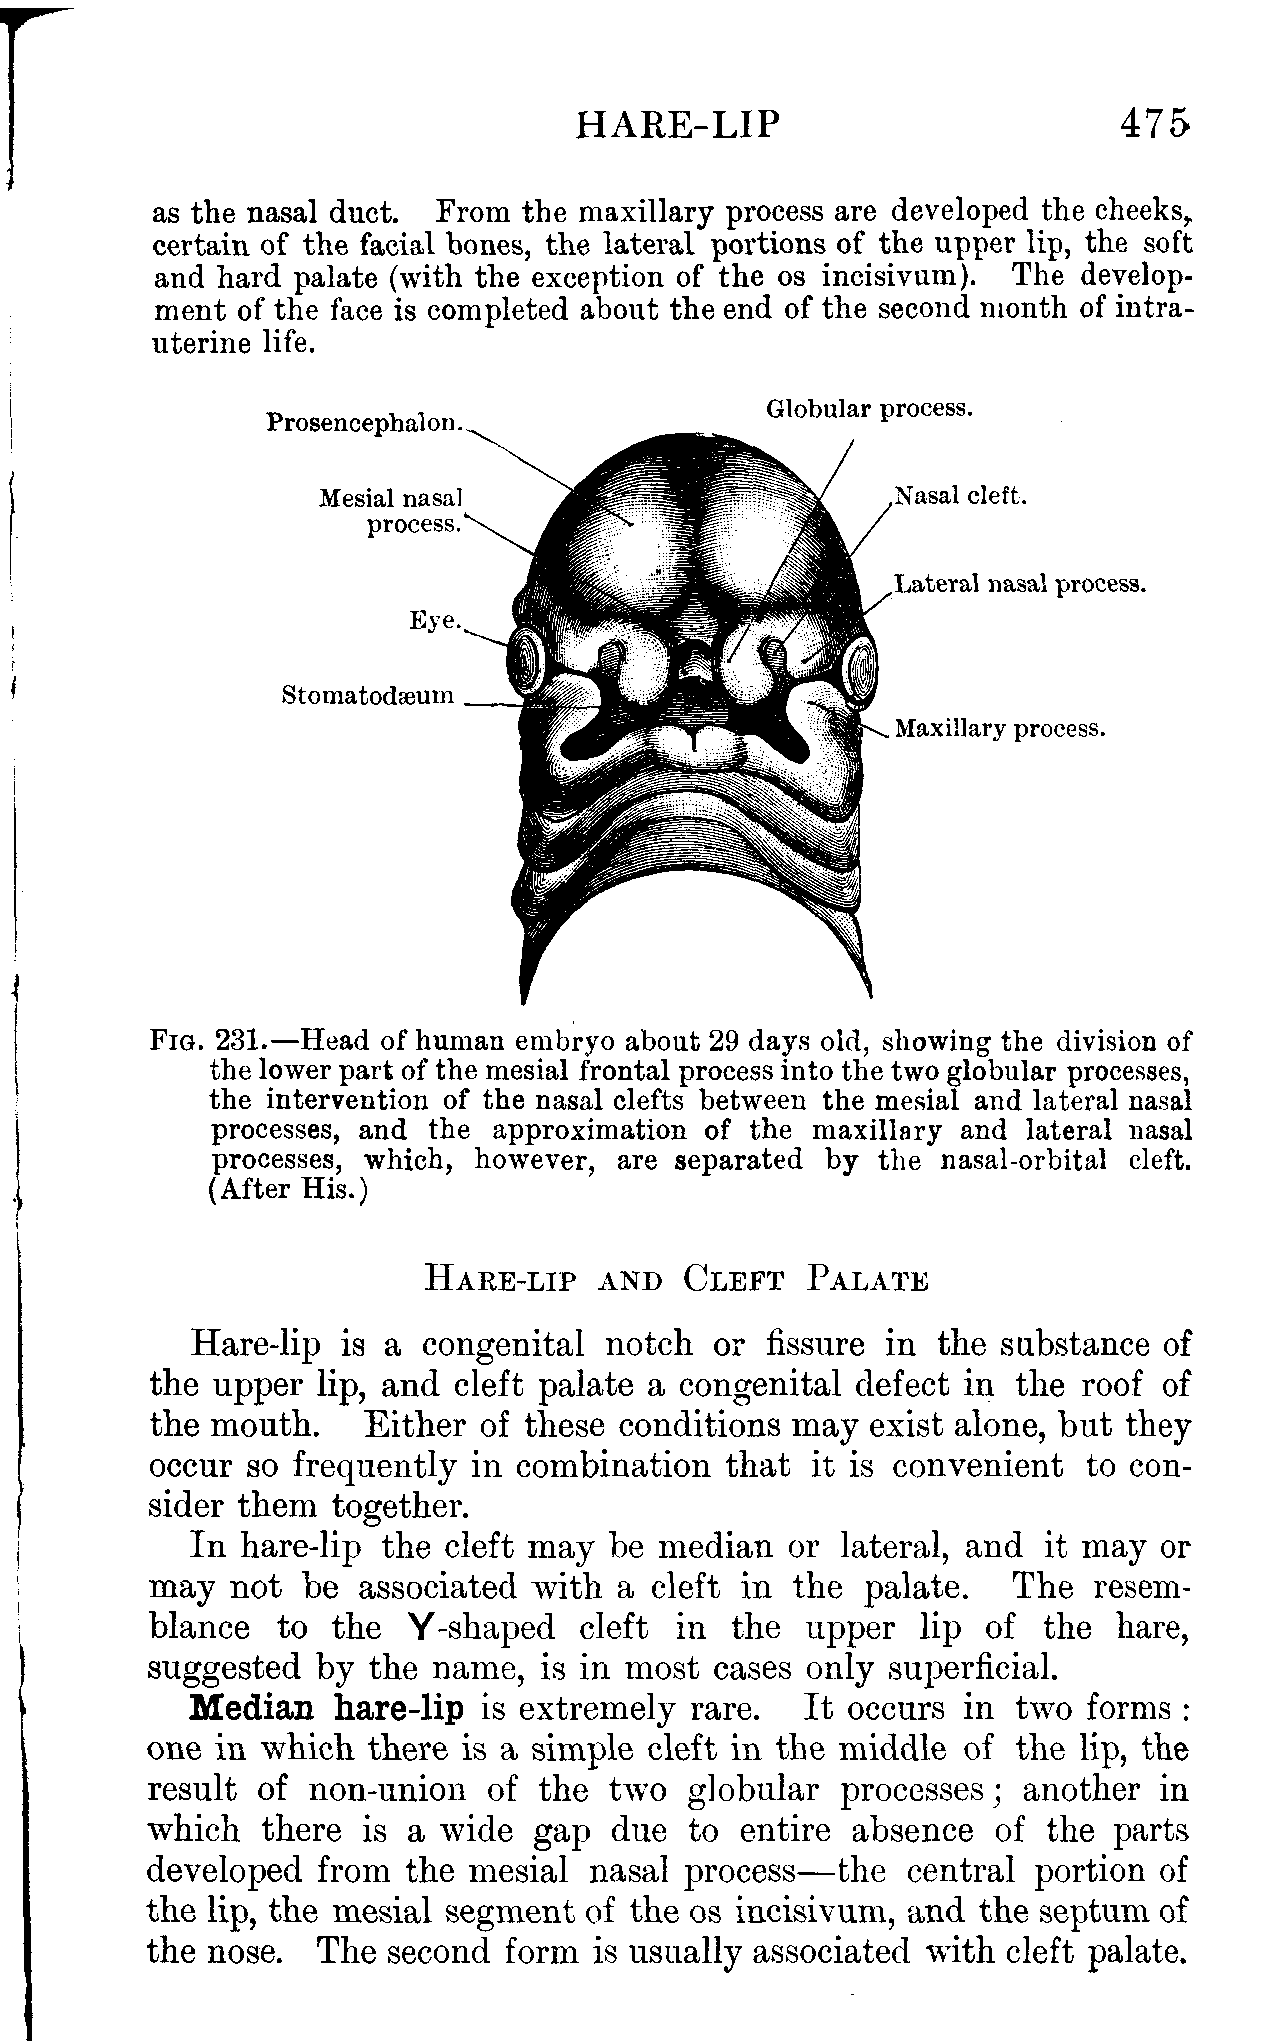 HARE-LIP 475
as the nasal duct. From the maxillary process are developed the cheeks,
certain of the facial bones, the lateral portions of the upper lip, the soft
and hard palate (with the exception of the os incisivum). The develop-
ment of the face is completed about the end of the second month of intra-
uterine life.
Prosencephalon.
Globular process.
Mesial nasal
process.
Nasal cleft.
Lateral nasal process.
Eye.
Stomatodæum
Maxillary process.
FIG. 231.—Head of human embryo about 29 days old, showing the division of
the lower part of the mesial frontal process into the two globular processes,
the intervention of the nasal clefts between the mesial and lateral nasal
processes, and the approximation of the maxillary and lateral nasal
processes, which, however, are separated by the nasal-orbital cleft.
(After His.)
HARE-LIP AND CLEFT PALATE
Hare-lip is a congenital notch or fissure in the substance of
the upper lip, and cleft palate a congenital defect in the roof of
the mouth. Either of these conditions may exist alone, but they
occur so frequently in combination that it is convenient to con-
sider them together.
In hare-lip the cleft may be median or lateral, and it may or
may not be associated with a cleft in the palate. The resem-
blance to the Y-shaped cleft in the upper lip of the hare,
suggested by the name, is in most cases only superficial.
Median hare-lip is extremely rare. It occurs in two forms :
one in which there is a simple cleft in the middle of the lip, the
result of non-union of the two globular processes ; another in
which there is a wide gap due to entire absence of the parts
developed from the mesial nasal process—the central portion of
the lip, the mesial segment of the os incisivum, and the septum of
the nose. The second form is usually associated with cleft palate.